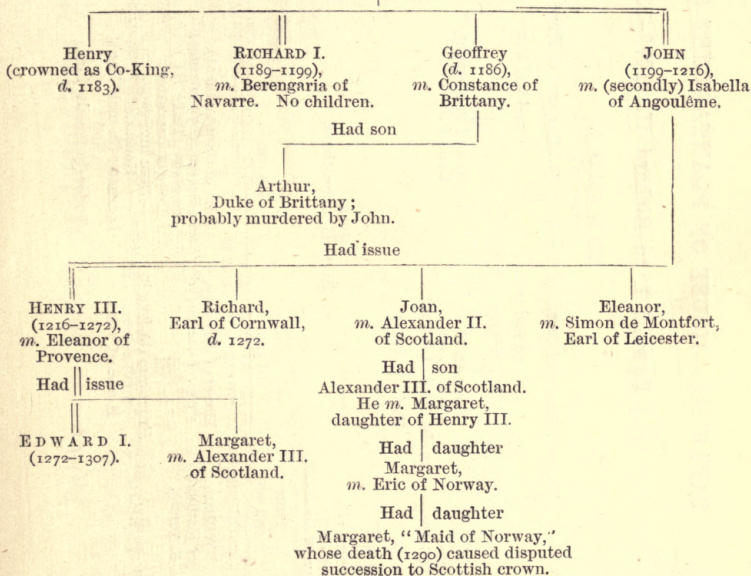 Henry
(crowned as Co-King,
d. 1183).
RICHARD I.
(1189–1199),
m. Berengaria of
Navarre. No children.
Geoffrey
(d. 1186),
m. Constance of
Brittany.
JOHN
(1199–1216),
m. (secondly) Isabella
of Angoulême.
Had son
Arthur,
Duke of Brittany;
probably murdered by John.
Had issue
HENRY III.
(1216–1272),
m. Eleanor of
Provence.
Richard,
Earl of Cornwall,
d. 1272.
Joan,
m. Alexander II.
of Scotland.
Eleanor,
m. Simon de Montfort,
Earl of Leicester.
Had issue
EDWARD I.
(1272–1307).
Margaret,
m. Alexander III.
of Scotland.
Had son
Alexander III. of Scotland.
He m. Margaret,
daughter of Henry III.
Had daughter
Margaret,
m. Eric of Norway.
Had daughter
Margaret, “Maid of Norway,”
whose death (1290) caused disputed
succession to Scottish crown.